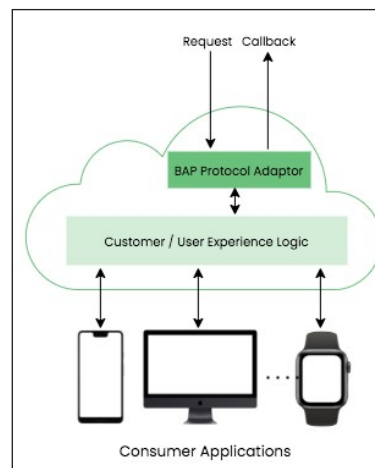 Request Callback
BAP Protocol Adaptor
Customer / User Experience Logic
Consumer Applications